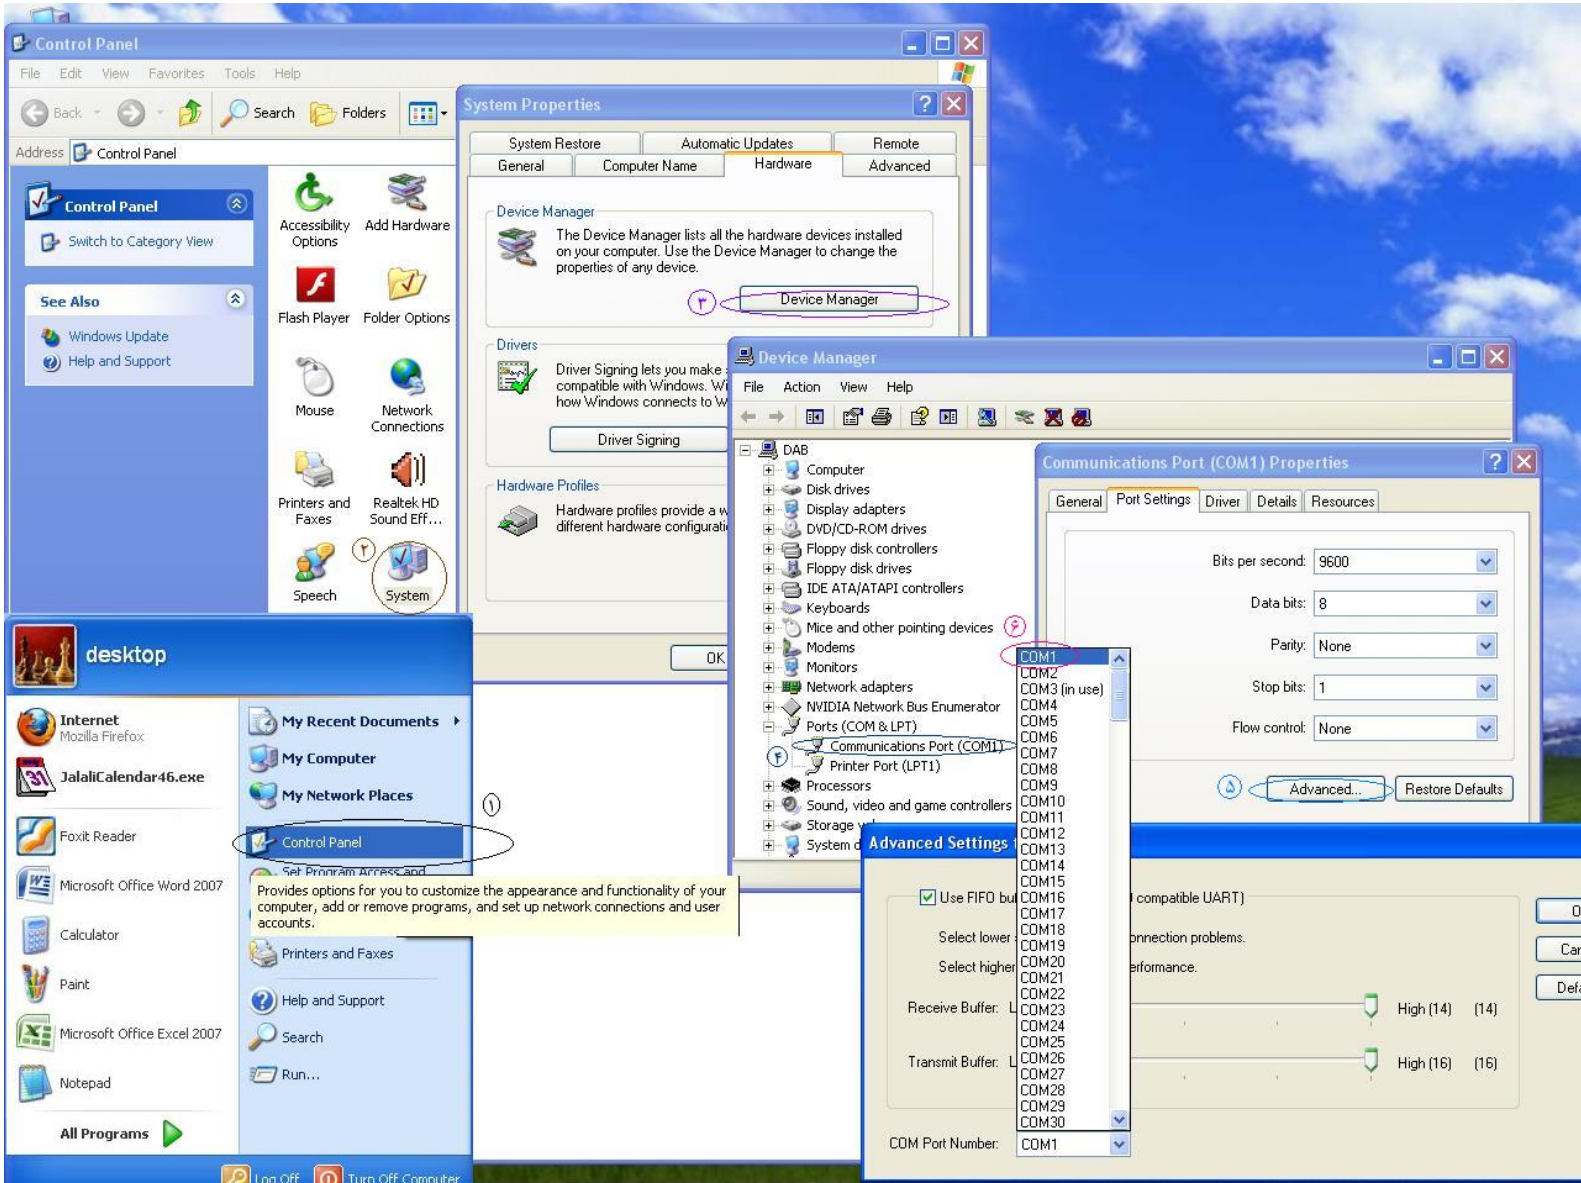 Control Panel
File Edit View Favorites Tools Help
Back Search Folders
Address Control Panel
Control Panel
Switch to Category View
See Also
Windows Update
Help and Support
Accessibility Options
Add Hardware
Flash Player
Folder Options
Mouse
Network Connections
Printers and Faxes
Realtek HD Sound Eff...
Speech
۲
System
System Properties
System Restore Automatic Updates Remote
General Computer Name Hardware Advanced
Device Manager
The Device Manager lists all the hardware devices installed
on your computer. Use the Device Manager to change the
properties of any device.
۳
Device Manager
Drivers
Driver Signing lets you make
compatible with Windows.
how Windows connects to
Driver Signing
Hardware Profiles
Hardware profiles provide a
different hardware
OK
Device Manager
File Action View Help
DAB
Computer
Disk drives
Display adapters
DVD/CD-ROM drives
Floppy disk controllers
Floppy disk drives
IDE ATA/ATAPI controllers
Keyboards
Mice and other pointing devices
Modems
Monitors
Network adapters
NVIDIA Network Bus Enumerator
Ports (COM & LPT)
Communications Port (COM1)
۴
Printer Port (LPT1)
Processors
Sound, video and game controllers
Storage
System
Communications Port (COM1) Properties
General Port Settings Driver Details Resources
Bits per second: 9600
Data bits: 8
Parity: None
Stop bits: 1
Flow control: None
۵
Advanced... Restore Defaults
۶
COM1
COM2
COM3 (in use)
COM4
COM5
COM6
COM7
COM8
COM9
COM10
COM11
COM12
COM13
COM14
COM15
COM16
COM17
COM18
COM19
COM20
COM21
COM22
COM23
COM24
COM25
COM26
COM27
COM28
COM29
COM30
Advanced Settings
Use FIFO compatible UART)
Select lower connection problems.
Select higher performance.
Receive Buffer: High (14) (14)
Transmit Buffer: High (16) (16)
COM Port Number: COM1
desktop
Internet
Mozilla Firefox
JalaliCalendar46.exe
Foxit Reader
Microsoft Office Word 2007
Calculator
Paint
Microsoft Office Excel 2007
Notepad
All Programs
My Recent Documents
My Computer
My Network Places
۱
Control Panel
Set Program Access and
Provides options for you to customize the appearance and functionality of your
computer, add or remove programs, and set up network connections and user
accounts.
Printers and Faxes
Help and Support
Search
Run...
Log Off Turn Off Computer